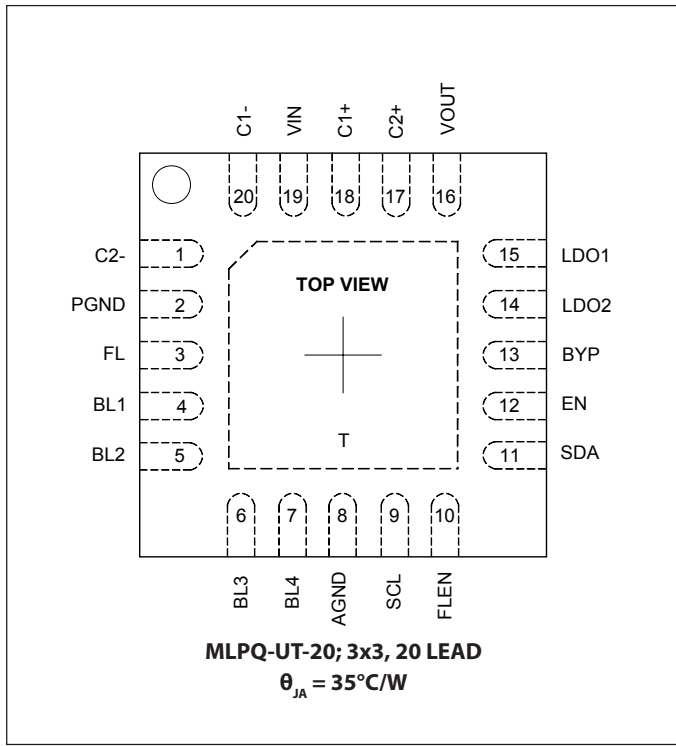 C1-
VIN
C1+
C2+
VOUT
20
19
18
17
16
C2-
1
PGND
2
FL
3
BL1
4
BL2
5
TOP VIEW
T
15
LDO1
14
LDO2
13
BYP
12
EN
11
SDA
6
7
8
9
10
BL3
BL4
AGND
SCL
FLEN
MLPQ-UT-20; 3x3, 20 LEAD
θJA = 35°C/W